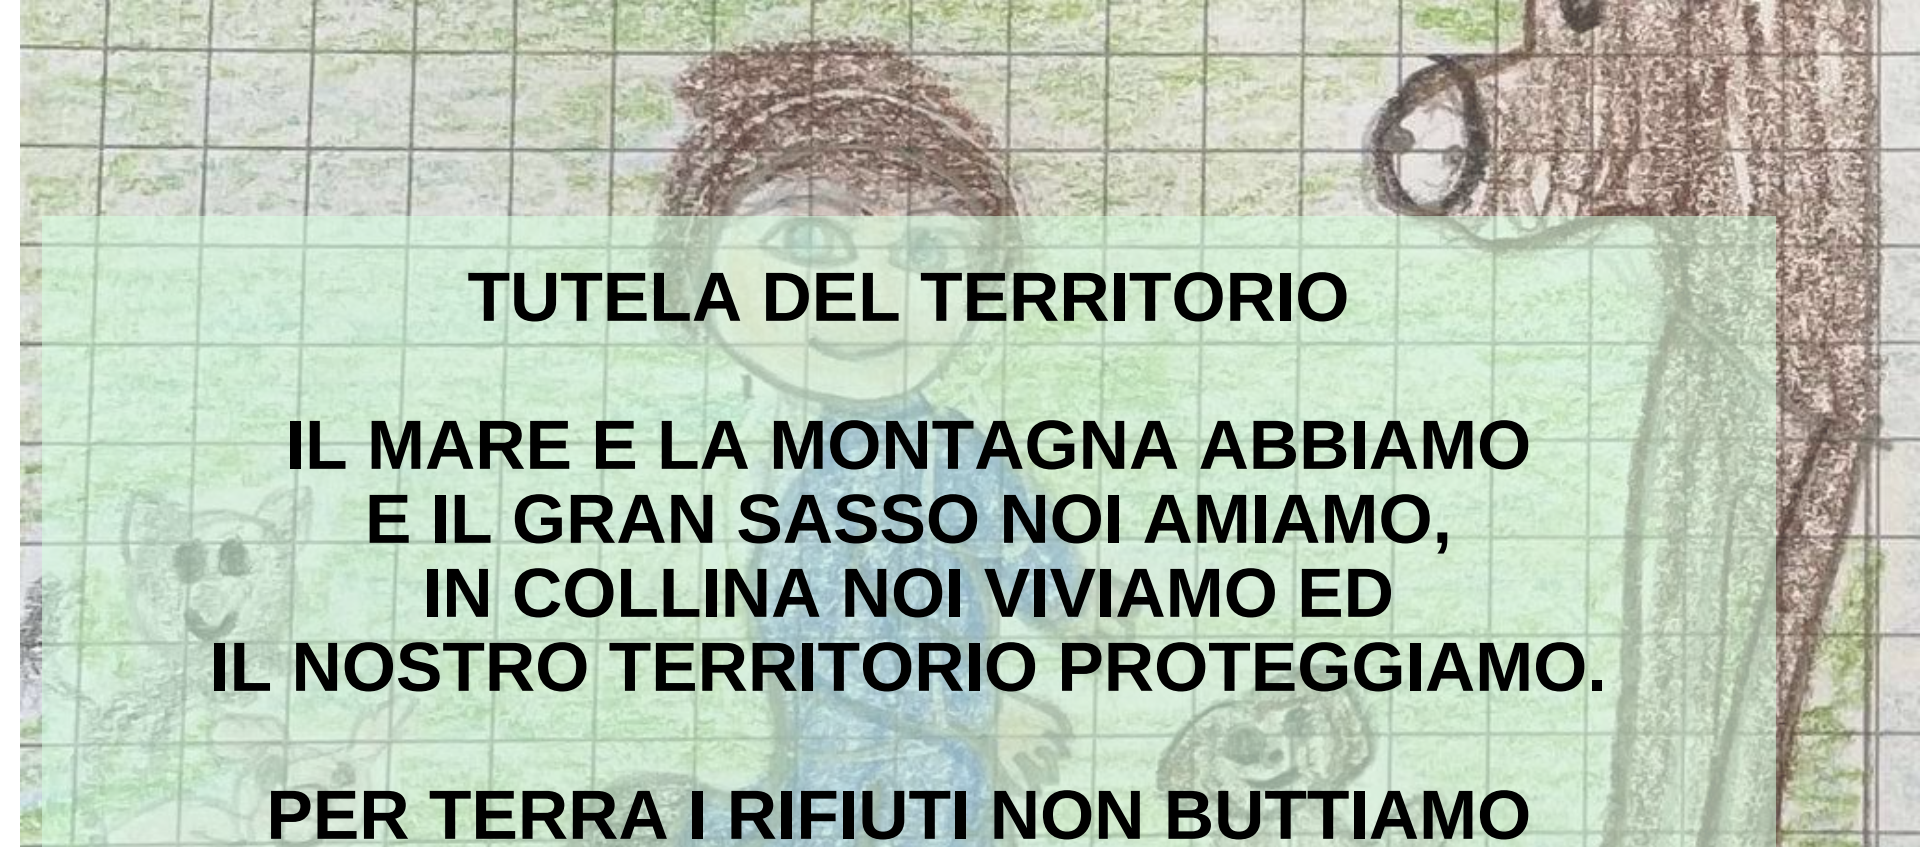 TUTELA DEL TERRITORIO
IL MARE E LA MONTAGNA ABBIAMO
E IL GRAN SASSO NOI AMIAMO,
IN COLLINA NOI VIVIAMO ED
IL NOSTRO TERRITORIO PROTEGGIAMO.
PER TERRA I RIFIUTI NON BUTTIAMO